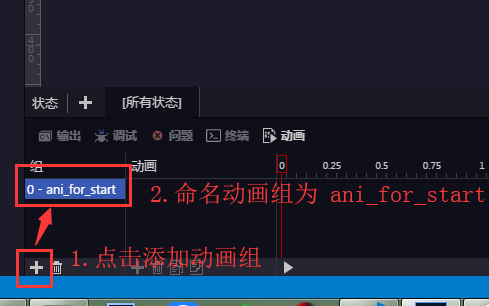 400
状态 + [所有状态]
输出 调试 问题 终端 动画
组 动画 0 0.25 0.5 0.75 1
0 - ani_for_start
2.命名动画组为 ani_for_start
1.点击添加动画组